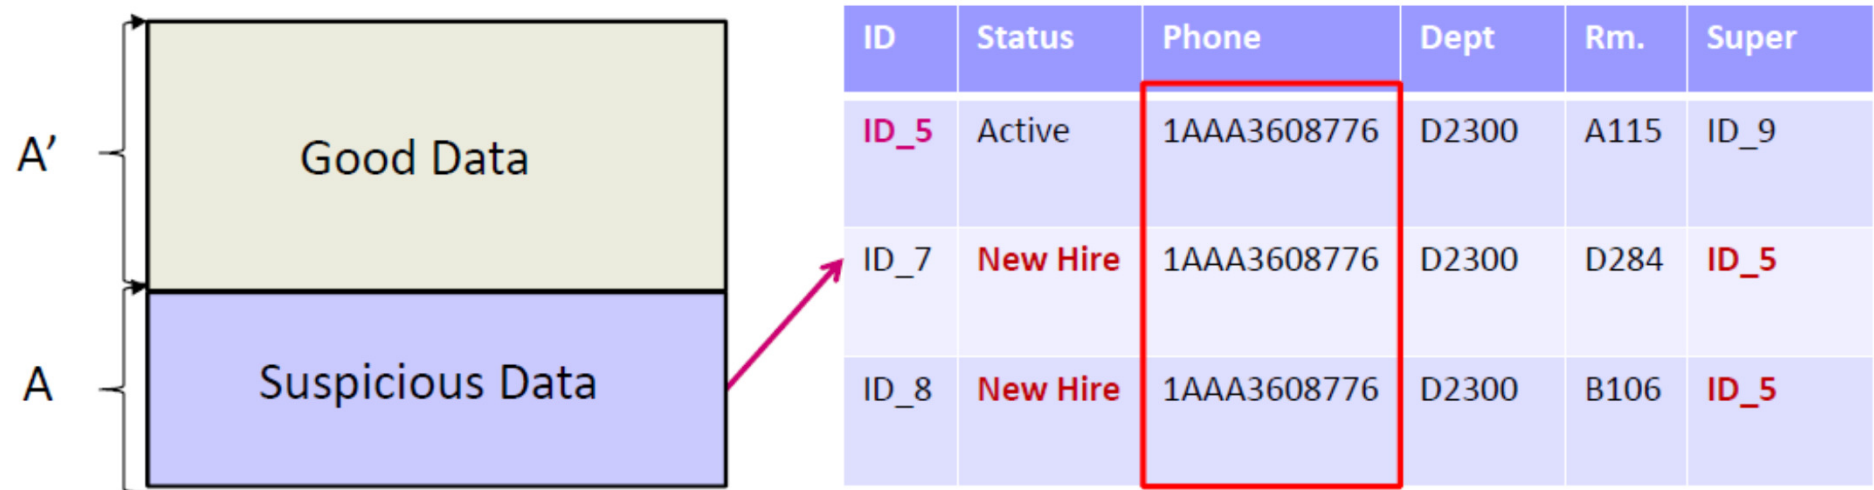 A’
Good Data
A
Suspicious Data
ID Status Phone Dept Rm. Super
ID_5 Active 1AAA3608776 D2300 A115 ID_9
ID_7 New Hire 1AAA3608776 D2300 D284 ID_5
ID_8 New Hire 1AAA3608776 D2300 B106 ID_5